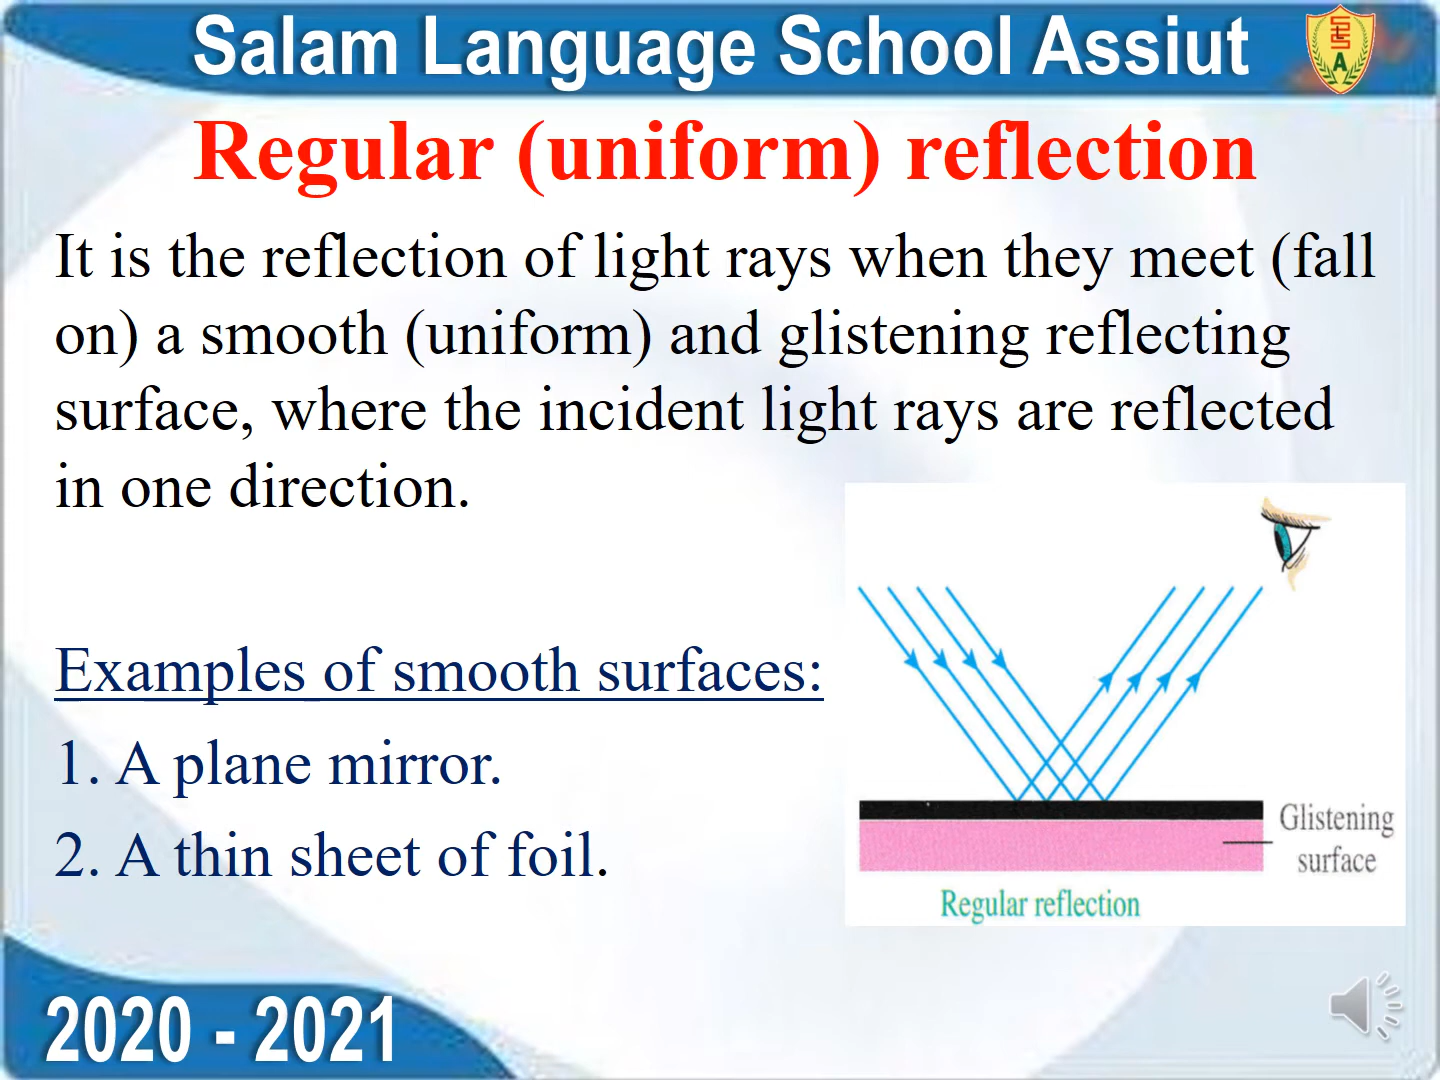 Salam Language School Assiut
Regular (uniform) reflection
It is the reflection of light rays when they meet (fall
on) a smooth (uniform) and glistening reflecting
surface, where the incident light rays are reflected
in one direction.
Examples of smooth surfaces:
1. A plane mirror.
2. A thin sheet of foil.
Glistening
surface
Regular reflection
2020 - 2021